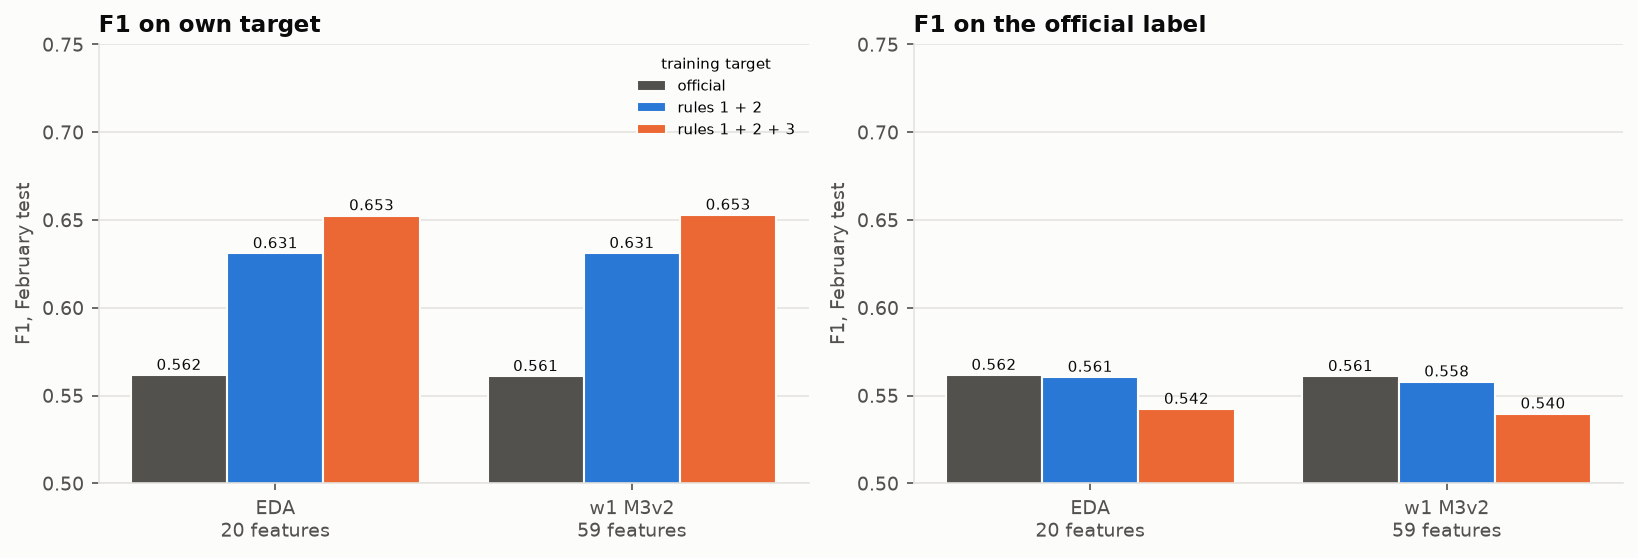 F1 on own target
F1, February test
0.75
0.70
0.65
0.60
0.55
0.50
training target
official
rules 1 + 2
rules 1 + 2 + 3
0.562
0.631
0.653
0.561
0.631
0.653
EDA
20 features
w1 M3v2
59 features
F1 on the official label
F1, February test
0.75
0.70
0.65
0.60
0.55
0.50
0.562
0.561
0.542
0.561
0.558
0.540
EDA
20 features
w1 M3v2
59 features